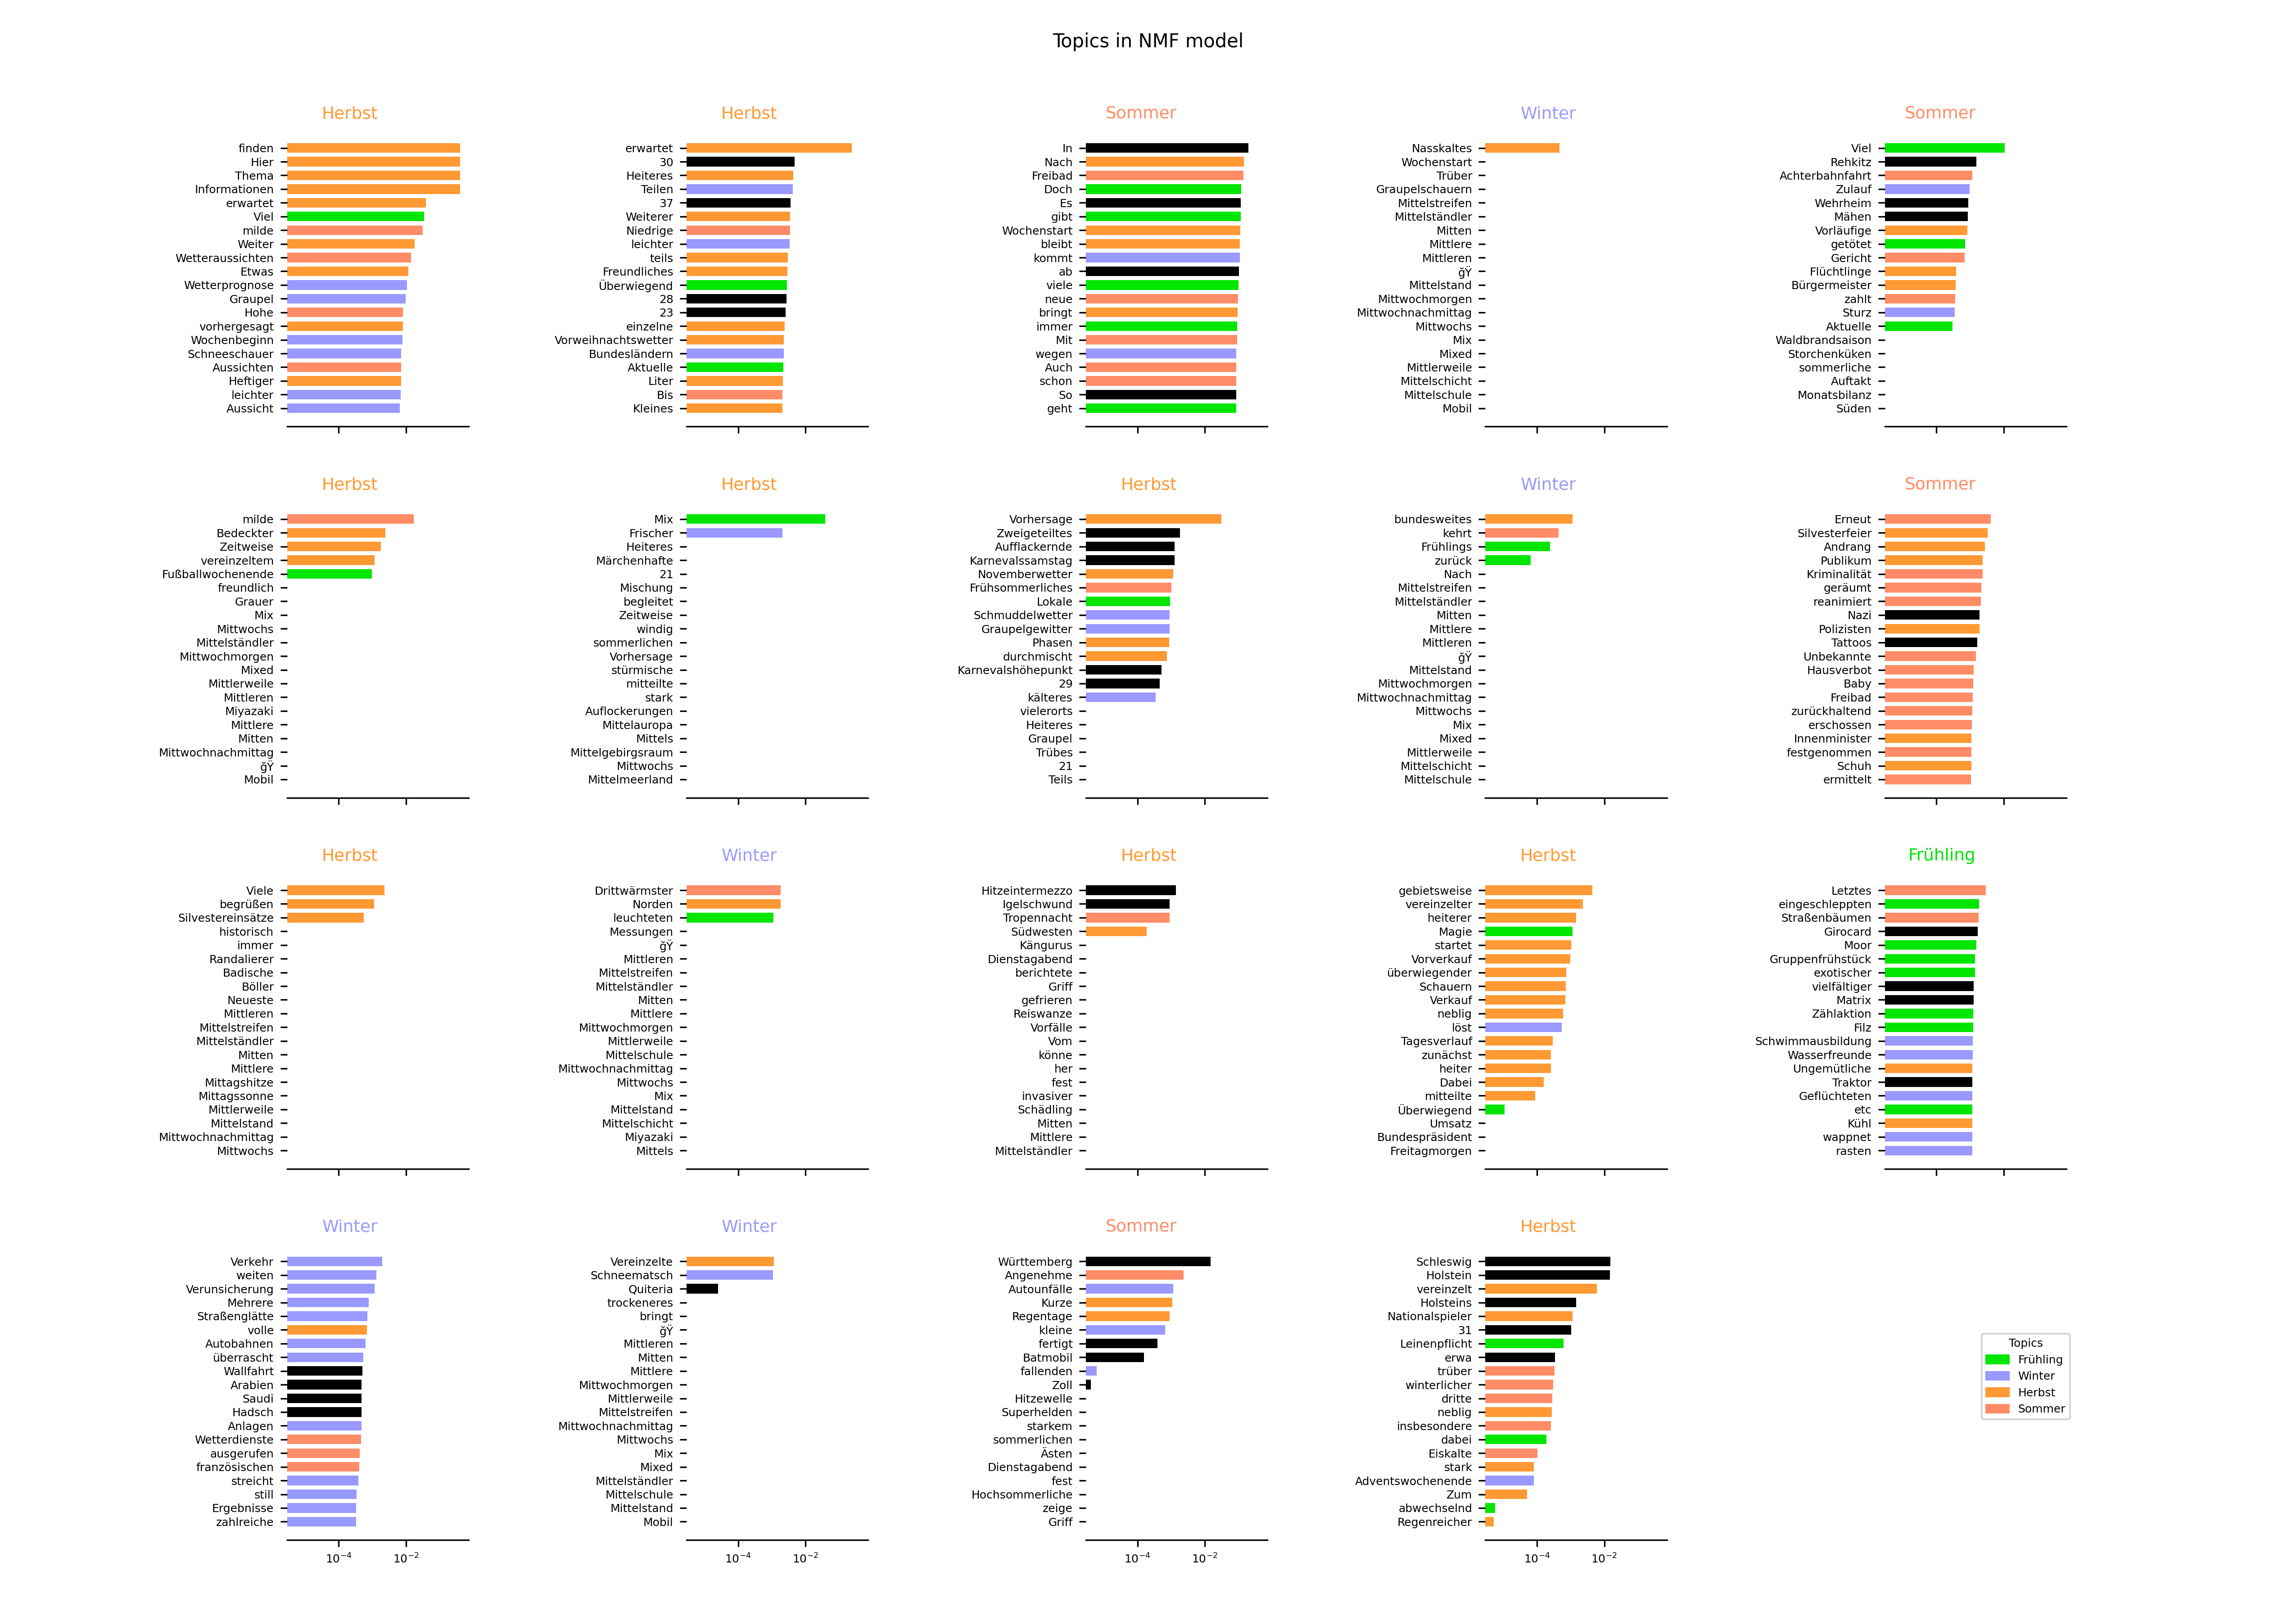 Topics in NMF model
Herbst
finden
Hier
Thema
Informationen
erwartet
Viel
milde
Weiter
Wetteraussichten
Etwas
Wetterprognose
Graupel
Hohe
vorhergesagt
Wochenbeginn
Schneeschauer
Aussichten
Heftiger
leichter
Aussicht
Herbst
erwartet
30
Heiteres
Teilen
37
Weiterer
Niedrige
leichter
teils
Freundliches
Überwiegend
28
23
einzelne
Vorweihnachtswetter
Bundesländern
Aktuelle
Liter
Bis
Kleines
Sommer
In
Nach
Freibad
Doch
Es
gibt
Wochenstart
bleibt
kommt
ab
viele
neue
bringt
immer
Mit
wegen
Auch
schon
So
geht
Winter
Nasskaltes
Wochenstart
Trüber
Graupelschauern
Mittelstreifen
Mittelständler
Mitten
Mittlere
Mittleren
ğŸ
Mittelstand
Mittwochmorgen
Mittwochnachmittag
Mittwochs
Mix
Mixed
Mittlerweile
Mittelschicht
Mittelschule
Mobil
Sommer
Viel
Rehkitz
Achterbahnfahrt
Zulauf
Wehrheim
Mähen
Vorläufige
getötet
Gericht
Flüchtlinge
Bürgermeister
zahlt
Sturz
Aktuelle
Waldbrandsaison
Storchenküken
sommerliche
Auftakt
Monatsbilanz
Süden
Herbst
milde
Bedeckter
Zeitweise
vereinzeltem
Fußballwochenende
freundlich
Grauer
Mix
Mittwochs
Mittelständler
Mittwochmorgen
Mixed
Mittlerweile
Mittleren
Miyazaki
Mittlere
Mitten
Mittwochnachmittag
ğŸ
Mobil
Herbst
Mix
Frischer
Heiteres
Märchenhafte
21
Mischung
begleitet
Zeitweise
windig
sommerlichen
Vorhersage
stürmische
mitteilte
stark
Auflockerungen
Mittelauropa
Mittels
Mittelgebirgsraum
Mittwochs
Mittelmeerland
Herbst
Vorhersage
Zweigeteiltes
Aufflackernde
Karnevalssamstag
Novemberwetter
Frühsommerliches
Lokale
Schmuddelwetter
Graupelgewitter
Phasen
durchmischt
Karnevalshöhepunkt
29
kälteres
vielerorts
Heiteres
Graupel
Trübes
21
Teils
Winter
bundesweites
kehrt
Frühlings
zurück
Nach
Mittelstreifen
Mittelständler
Mitten
Mittlere
Mittleren
ğŸ
Mittelstand
Mittwochmorgen
Mittwochnachmittag
Mittwochs
Mix
Mixed
Mittlerweile
Mittelschicht
Mittelschule
Sommer
Erneut
Silvesterfeier
Andrang
Publikum
Kriminalität
geräumt
reanimiert
Nazi
Polizisten
Tattoos
Unbekannte
Hausverbot
Baby
Freibad
zurückhaltend
erschossen
Innenminister
festgenommen
Schuh
ermittelt
Herbst
Viele
begrüßen
Silvestereinsätze
historisch
immer
Randalierer
Badische
Böller
Neueste
Mittleren
Mittelstreifen
Mittelständler
Mitten
Mittlere
Mittagshitze
Mittagssonne
Mittlerweile
Mittelstand
Mittwochnachmittag
Mittwochs
Winter
Drittwärmster
Norden
leuchteten
Messungen
ğŸ
Mittleren
Mittelstreifen
Mittelständler
Mitten
Mittlere
Mittwochmorgen
Mittlerweile
Mittelschule
Mittwochnachmittag
Mittwochs
Mix
Mittelstand
Mittelschicht
Miyazaki
Mittels
Herbst
Hitzeintermezzo
Igelschwund
Tropennacht
Südwesten
Kängurus
Dienstagabend
berichtete
Griff
gefrieren
Reiswanze
Vorfälle
Vom
könne
her
fest
invasiver
Schädling
Mitten
Mittlere
Mittelständler
Herbst
gebietsweise
vereinzelter
heiterer
Magie
startet
Vorverkauf
überwiegender
Schauern
Verkauf
neblig
löst
Tagesverlauf
zunächst
heiter
Dabei
mitteilte
Überwiegend
Umsatz
Bundespräsident
Freitagmorgen
Frühling
Letztes
eingeschleppten
Straßenbäumen
Girocard
Moor
Gruppenfrühstück
exotischer
vielfältiger
Matrix
Zählaktion
Filz
Schwimmausbildung
Wasserfreunde
Ungemütliche
Traktor
Geflüchteten
etc
Kühl
wappnet
rasten
Winter
Verkehr
weiten
Verunsicherung
Mehrere
Straßenglätte
volle
Autobahnen
überrascht
Wallfahrt
Arabien
Saudi
Hadsch
Anlagen
Wetterdienste
ausgerufen
französischen
streicht
still
Ergebnisse
zahlreiche
10⁻⁴ 10⁻²
Winter
Vereinzelte
Schneematsch
Quiteria
trockeneres
bringt
ğŸ
Mittleren
Mitten
Mittlere
Mittwochmorgen
Mittlerweile
Mittelstreifen
Mittwochnachmittag
Mittwochs
Mix
Mixed
Mittelständler
Mittelschule
Mittelstand
Mobil
10⁻⁴ 10⁻²
Sommer
Württemberg
Angenehme
Autounfälle
Kurze
Regentage
kleine
fertigt
Batmobil
fallenden
Zoll
Hitzewelle
Superhelden
starkem
sommerlichen
Ästen
Dienstagabend
fest
Hochsommerliche
zeige
Griff
10⁻⁴ 10⁻²
Herbst
Schleswig
Holstein
vereinzelt
Holsteins
Nationalspieler
31
Leinenpflicht
erwa
trüber
winterlicher
dritte
neblig
insbesondere
dabei
Eiskalte
stark
Adventswochenende
Zum
abwechselnd
Regenreicher
10⁻⁴ 10⁻²
Topics
Frühling
Winter
Herbst
Sommer